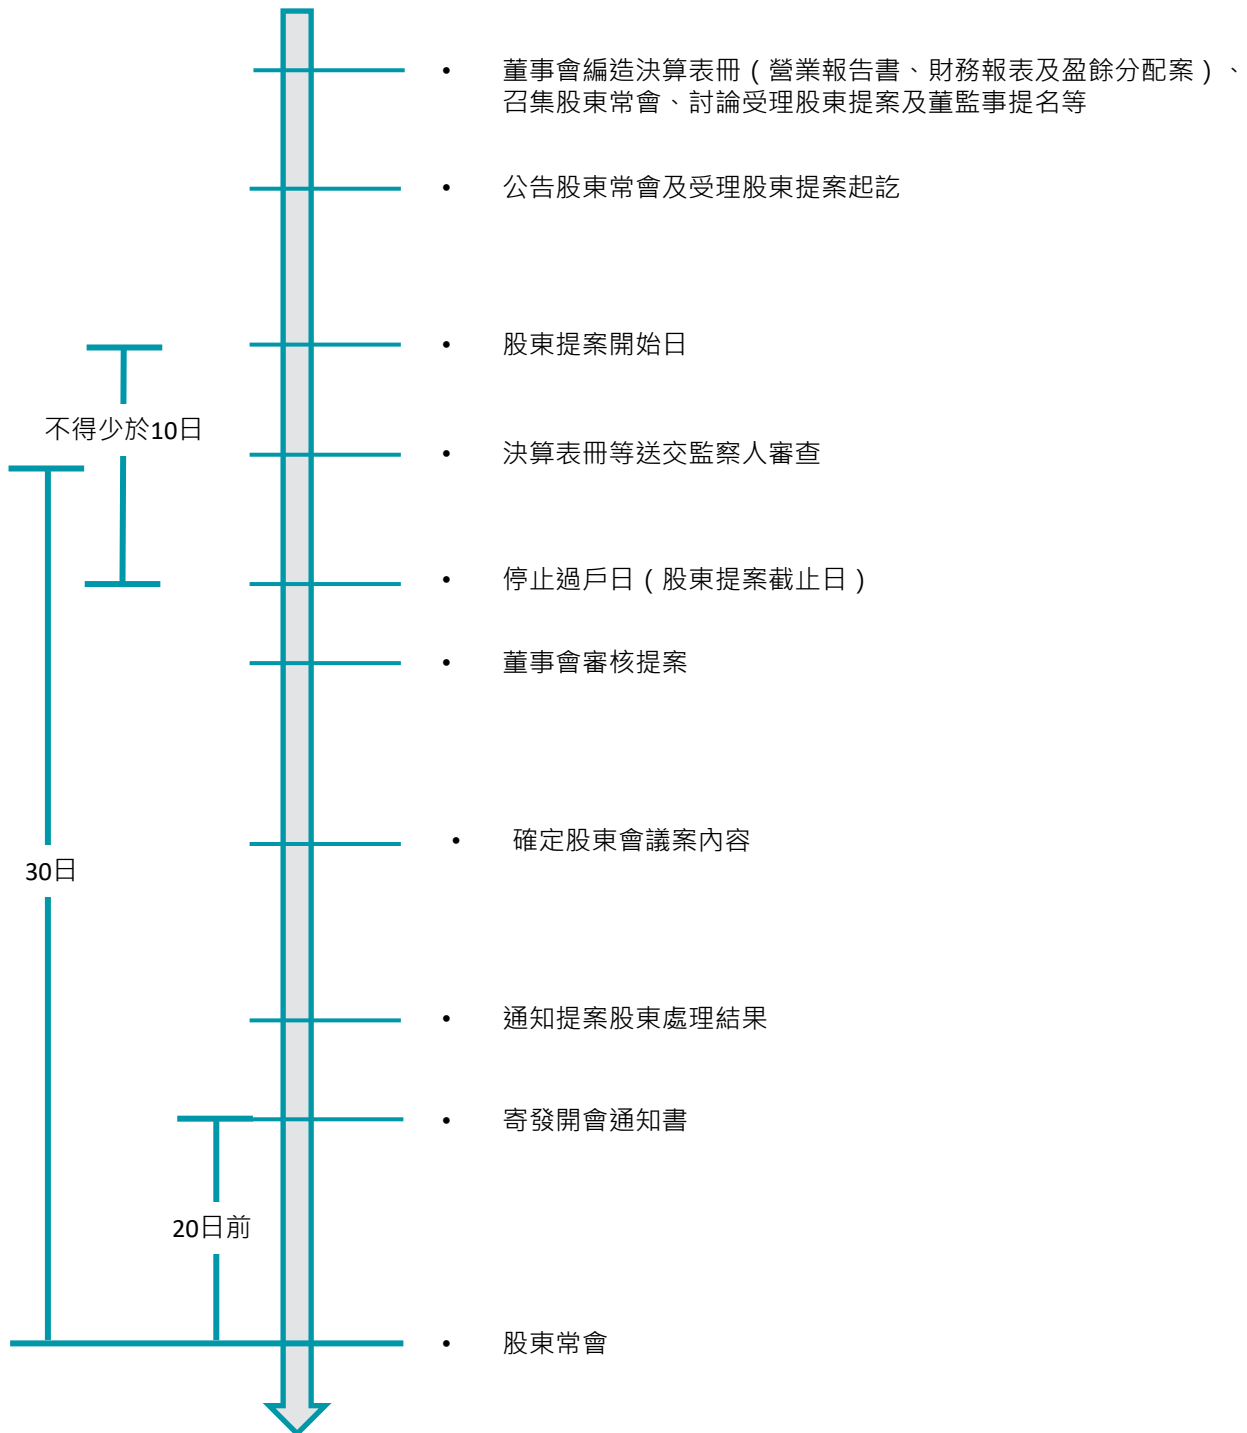 • 董事會編造決算表冊(營業報告書、財務報表及盈餘分配案)、
召集股東常會、討論受理股東提案及董監事提名等
• 公告股東常會及受理股東提案起訖
• 股東提案開始日
不得少於10日
• 決算表冊等送交監察人審查
• 停止過戶日(股東提案截止日)
• 董事會審核提案
• 確定股東會議案內容
30日
• 通知提案股東處理結果
• 寄發開會通知書
20日前
• 股東常會